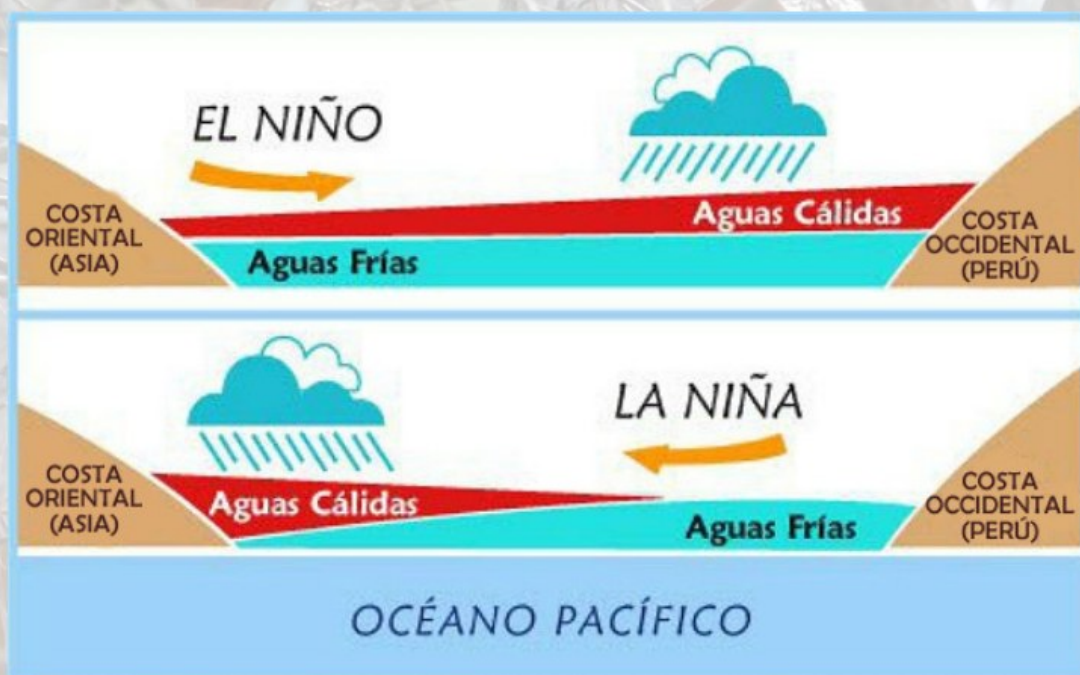 EL NIÑO
COSTA
ORIENTAL
(ASIA)
Aguas Cálidas
Aguas Frías
COSTA
OCCIDENTAL
(PERÚ)
LA NIÑA
COSTA
ORIENTAL
(ASIA)
Aguas Cálidas
Aguas Frías
COSTA
OCCIDENTAL
(PERÚ)
OCÉANO PACÍFICO